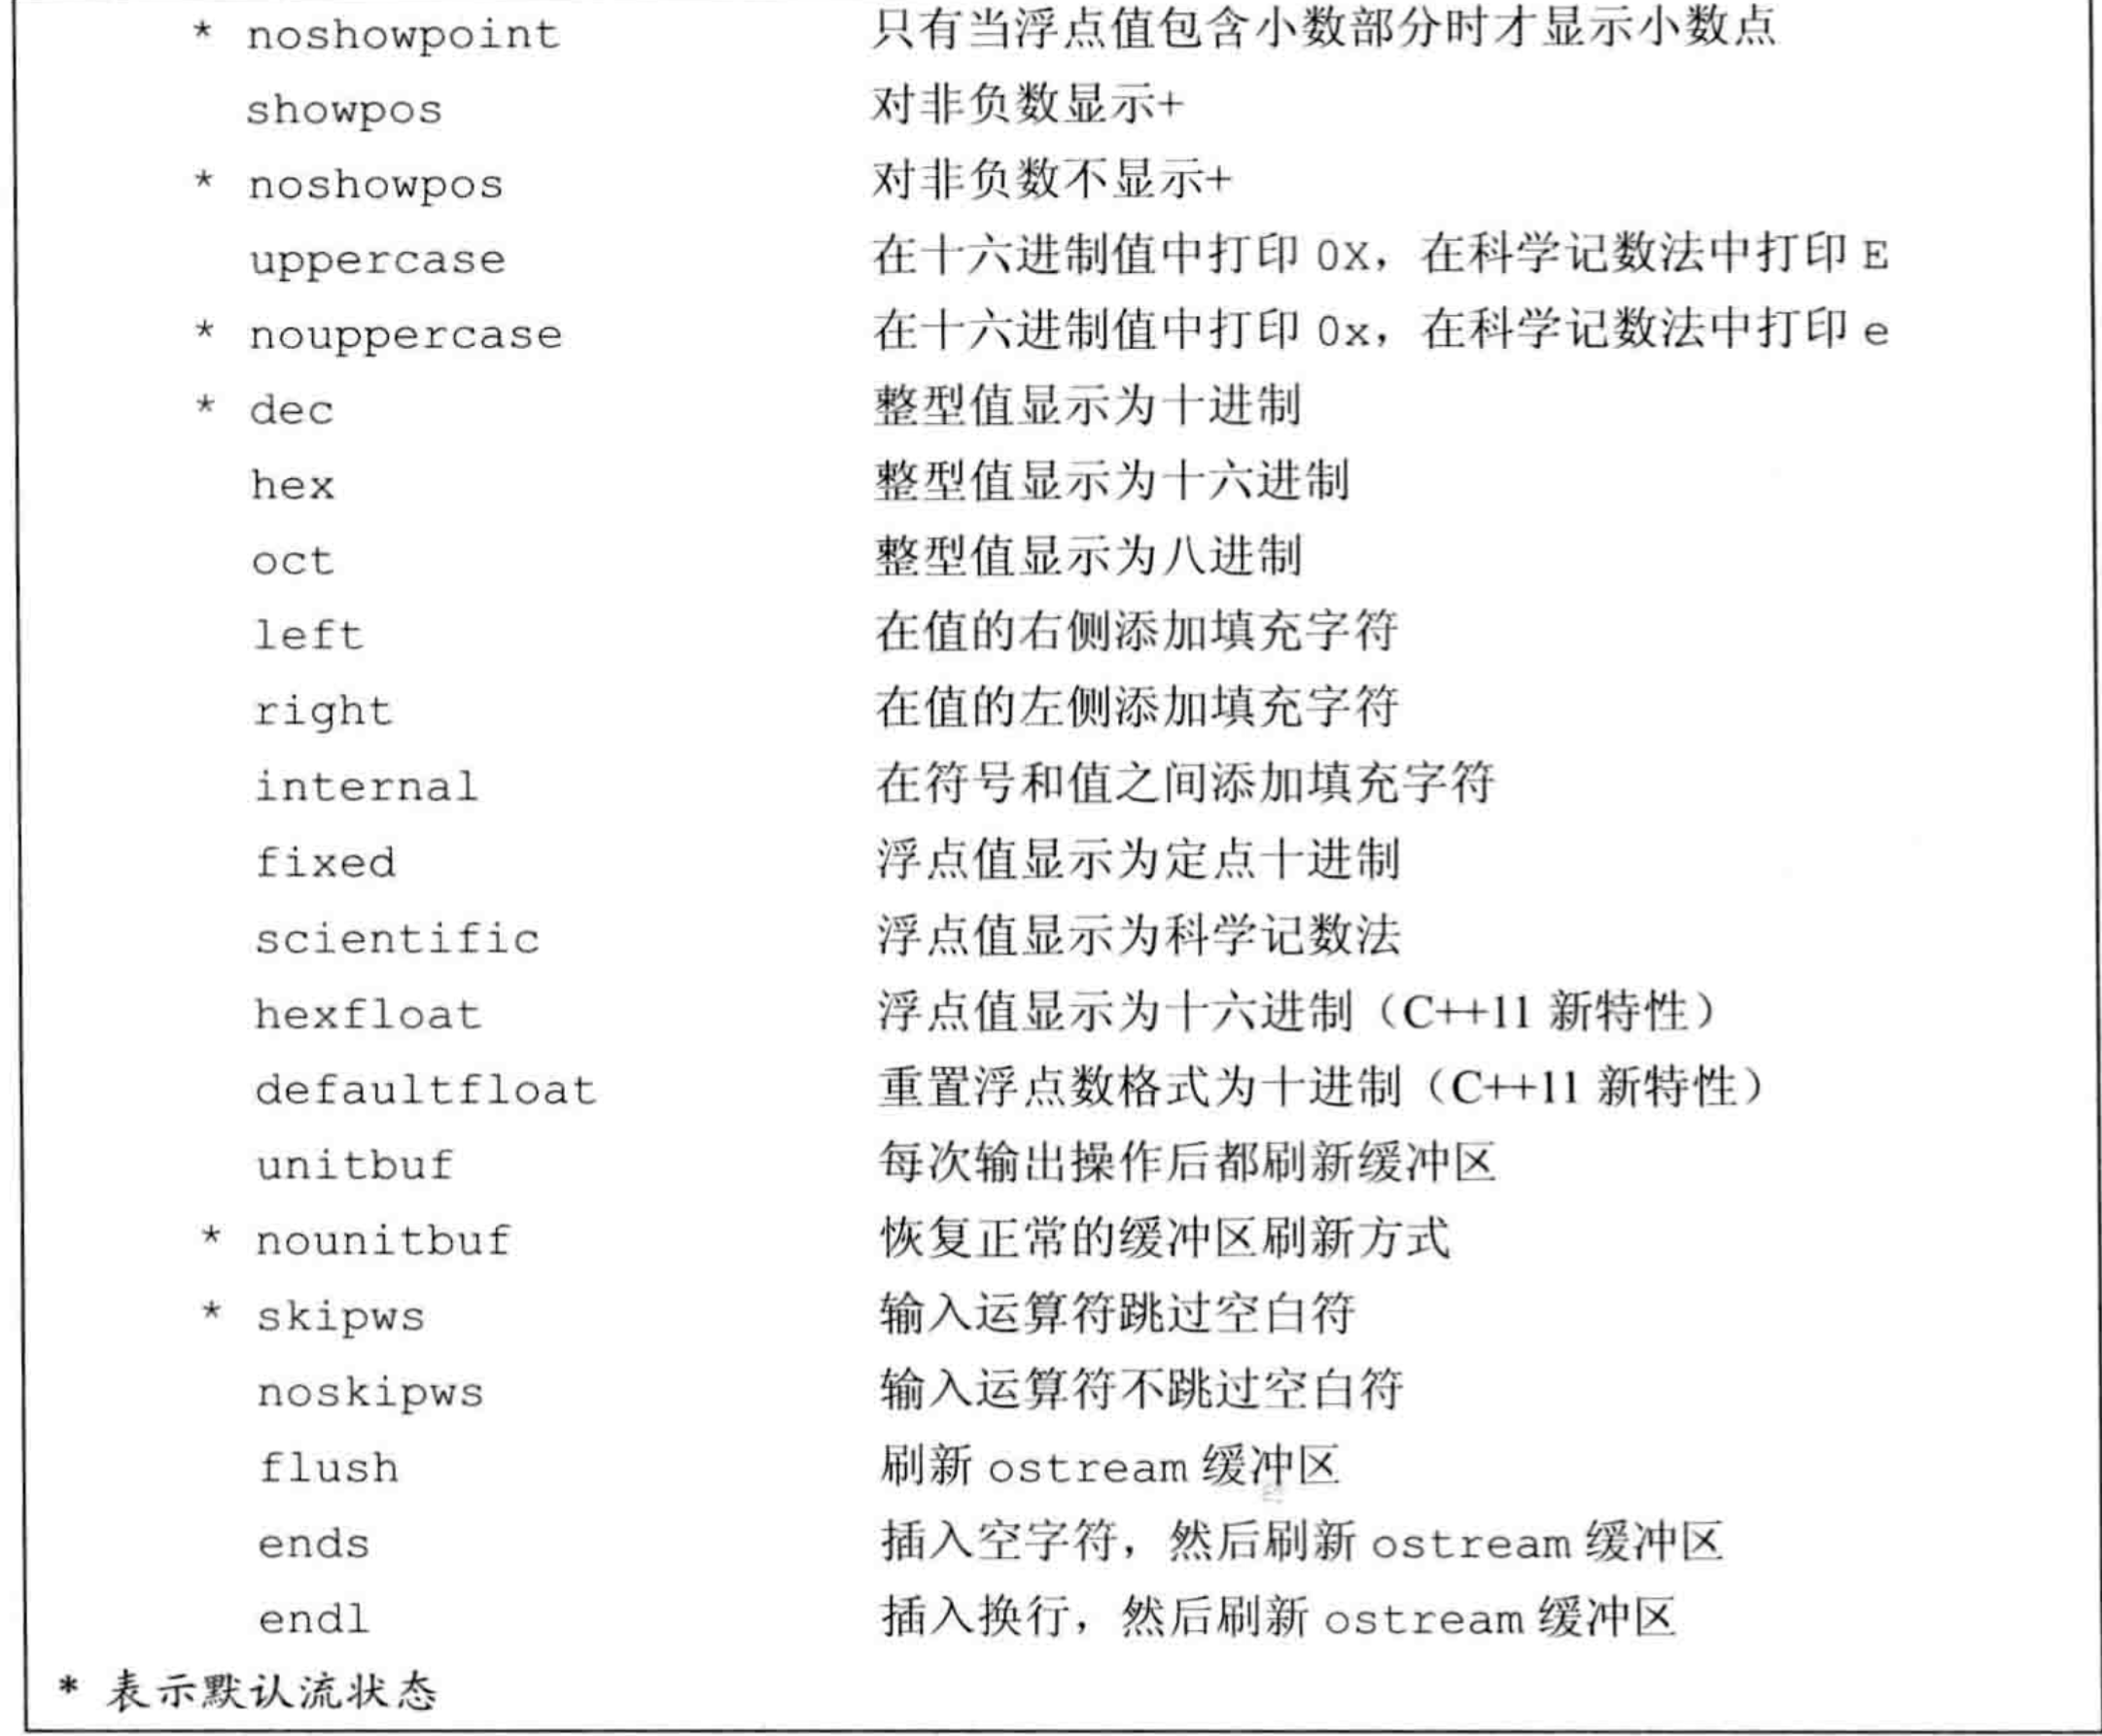 * noshowpoint 只有当浮点值包含小数部分时才显示小数点
showpos 对非负数显示+
* noshowpos 对非负数不显示+
uppercase 在十六进制值中打印 0X，在科学记数法中打印 E
* nouppercase 在十六进制值中打印 0x，在科学记数法中打印 e
* dec 整型值显示为十进制
hex 整型值显示为十六进制
oct 整型值显示为八进制
left 在值的右侧添加填充字符
right 在值的左侧添加填充字符
internal 在符号和值之间添加填充字符
fixed 浮点值显示为定点十进制
scientific 浮点值显示为科学记数法
hexfloat 浮点值显示为十六进制（C++11 新特性）
defaultfloat 重置浮点数格式为十进制（C++11 新特性）
unitbuf 每次输出操作后都刷新缓冲区
* nounitbuf 恢复正常的缓冲区刷新方式
* skipws 输入运算符跳过空白符
noskipws 输入运算符不跳过空白符
flush 刷新 ostream 缓冲区
ends 插入空字符，然后刷新 ostream 缓冲区
endl 插入换行，然后刷新 ostream 缓冲区
* 表示默认流状态